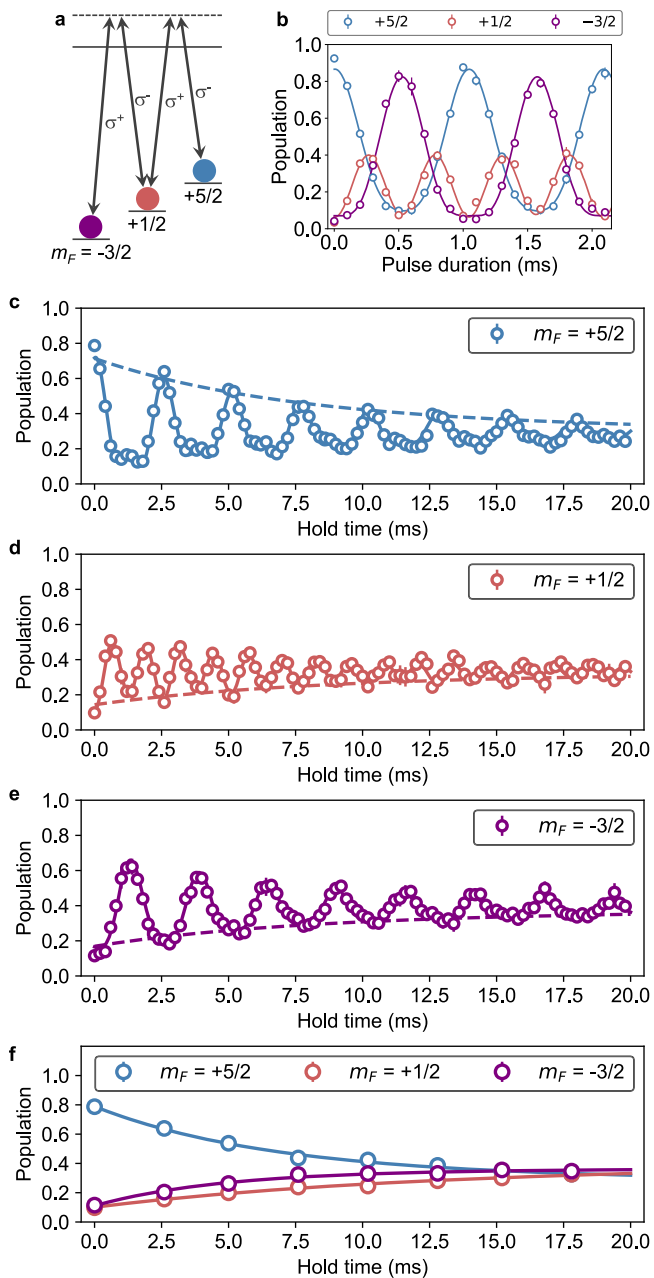 a
σ⁺
σ⁻
σ⁺
σ⁻
+5/2
+1/2
m_F = -3/2
b
+5/2 +1/2 −3/2
Population
1.0
0.8
0.6
0.4
0.2
0.0
0.0 0.5 1.0 1.5 2.0
Pulse duration (ms)
c
m_F = +5/2
Population
1.0
0.8
0.6
0.4
0.2
0.0
0.0 2.5 5.0 7.5 10.0 12.5 15.0 17.5 20.0
Hold time (ms)
d
m_F = +1/2
Population
1.0
0.8
0.6
0.4
0.2
0.0
0.0 2.5 5.0 7.5 10.0 12.5 15.0 17.5 20.0
Hold time (ms)
e
m_F = -3/2
Population
1.0
0.8
0.6
0.4
0.2
0.0
0.0 2.5 5.0 7.5 10.0 12.5 15.0 17.5 20.0
Hold time (ms)
f
m_F = +5/2 m_F = +1/2 m_F = -3/2
Population
1.0
0.8
0.6
0.4
0.2
0.0
0.0 2.5 5.0 7.5 10.0 12.5 15.0 17.5 20.0
Hold time (ms)